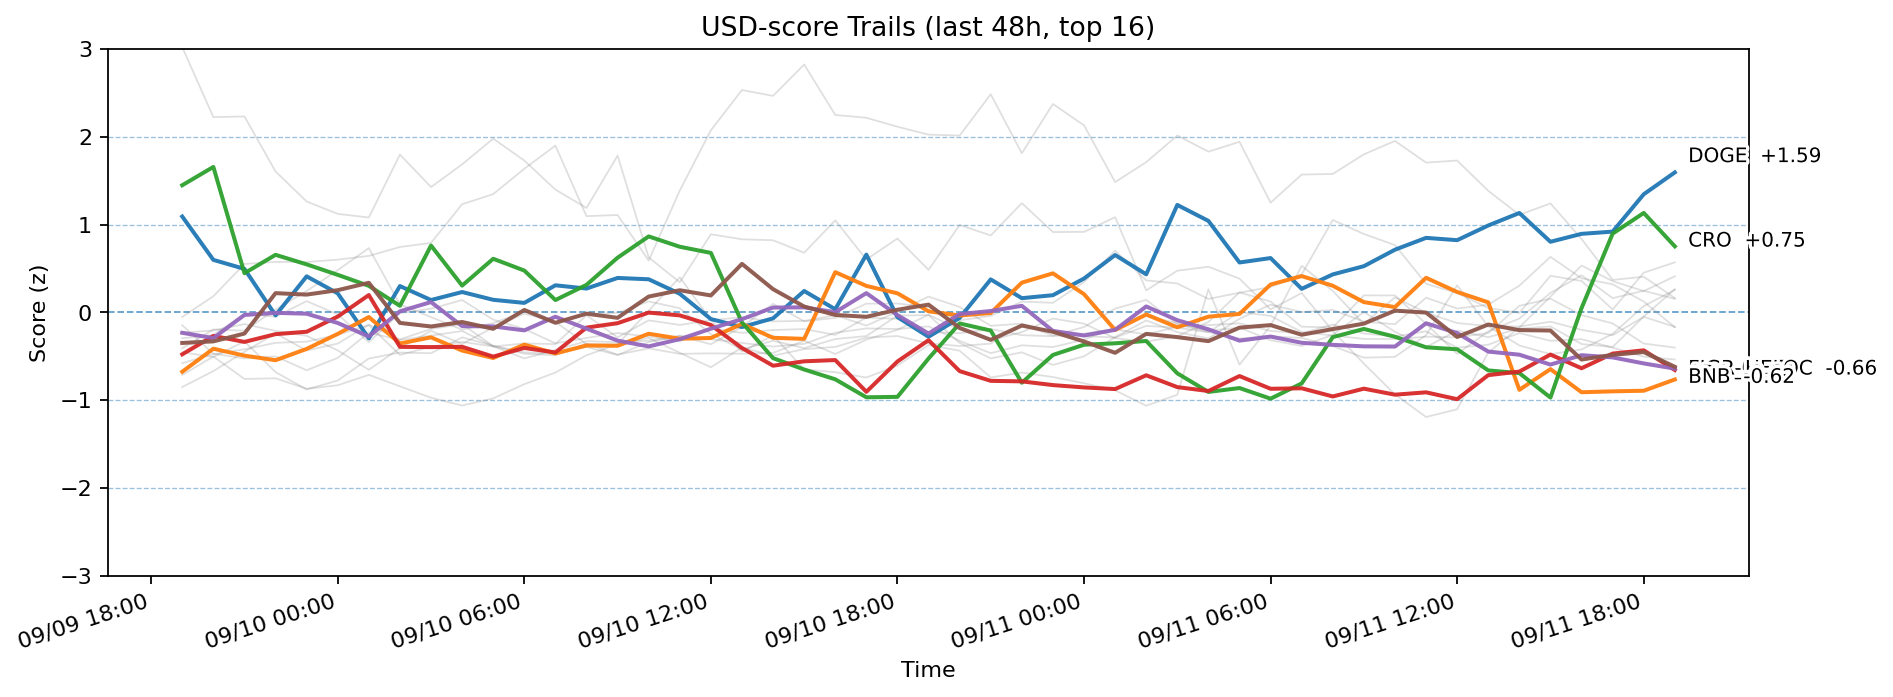 USD-score Trails (last 48h, top 16)
Score (z)
3
2
1
0
−1
−2
−3
DOGE +1.59
CRO +0.75
-0.66
BNB -0.62
09/09 18:00
09/10 00:00
09/10 06:00
09/10 12:00
09/10 18:00
09/11 00:00
09/11 06:00
09/11 12:00
09/11 18:00
Time